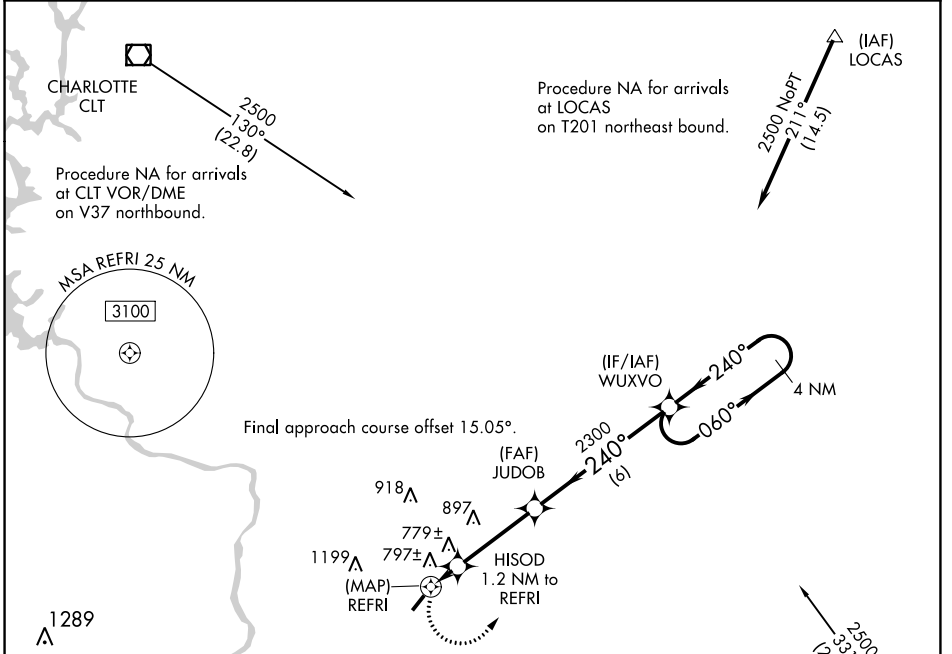 CHARLOTTE
CLT
2500
130°
(22.8)
Procedure NA for arrivals
at CLT VOR/DME
on V37 northbound.
Procedure NA for arrivals
at LOCAS
on T201 northeast bound.
(IAF)
LOCAS
2500 NoPT
211°
(14.5)
MSA REFRI 25 NM
3100
(IF/IAF)
WUXVO
240°
060°
4 NM
Final approach course offset 15.05°.
2300
240°
(6)
(FAF)
JUDOB
918
897
779±
797±
1199
HISOD
1.2 NM to
REFRI
(MAP)
REFRI
1289
2500